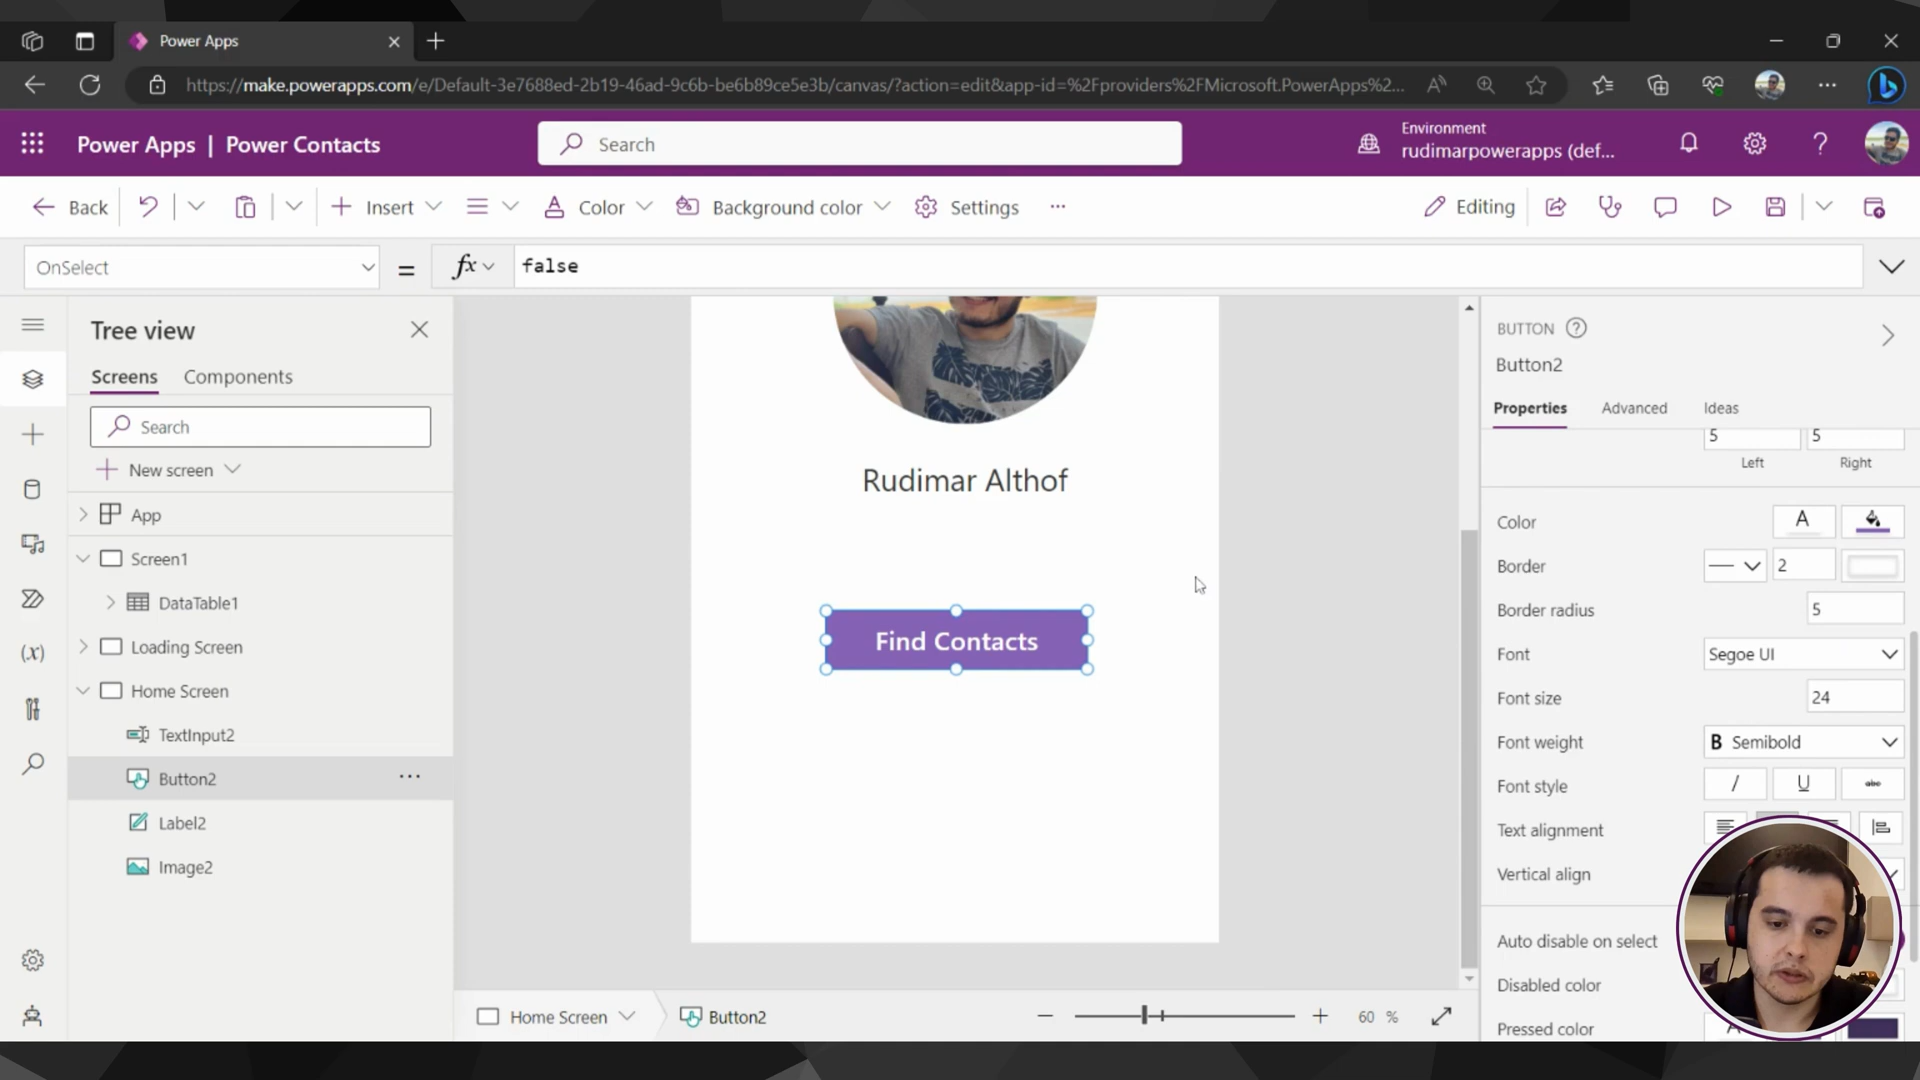 Power Apps
https://make.powerapps.com/e/Default-3e7688ed-2b19-46ad-9c6b-be6b89ce5e3b/canvas/?action=edit&app-id=%2Fproviders%2FMicrosoft.PowerApps%2...
Power Apps | Power Contacts
Search
Environment
rudimarpowerapps (def...
Back
Insert
Color
Background color
Settings
Editing
OnSelect
=
fx
false
Tree view
Screens
Components
Search
New screen
App
Screen1
DataTable1
Loading Screen
Home Screen
TextInput2
Button2
Label2
Image2
Rudimar Althof
Find Contacts
Home Screen
Button2
60 %
BUTTON
Button2
Properties
Advanced
Ideas
5 5
Left Right
Color
Border 2
Border radius 5
Font Segoe UI
Font size 24
Font weight B Semibold
Font style / U abc
Text alignment
Vertical align
Auto disable on select
Disabled color
Pressed color